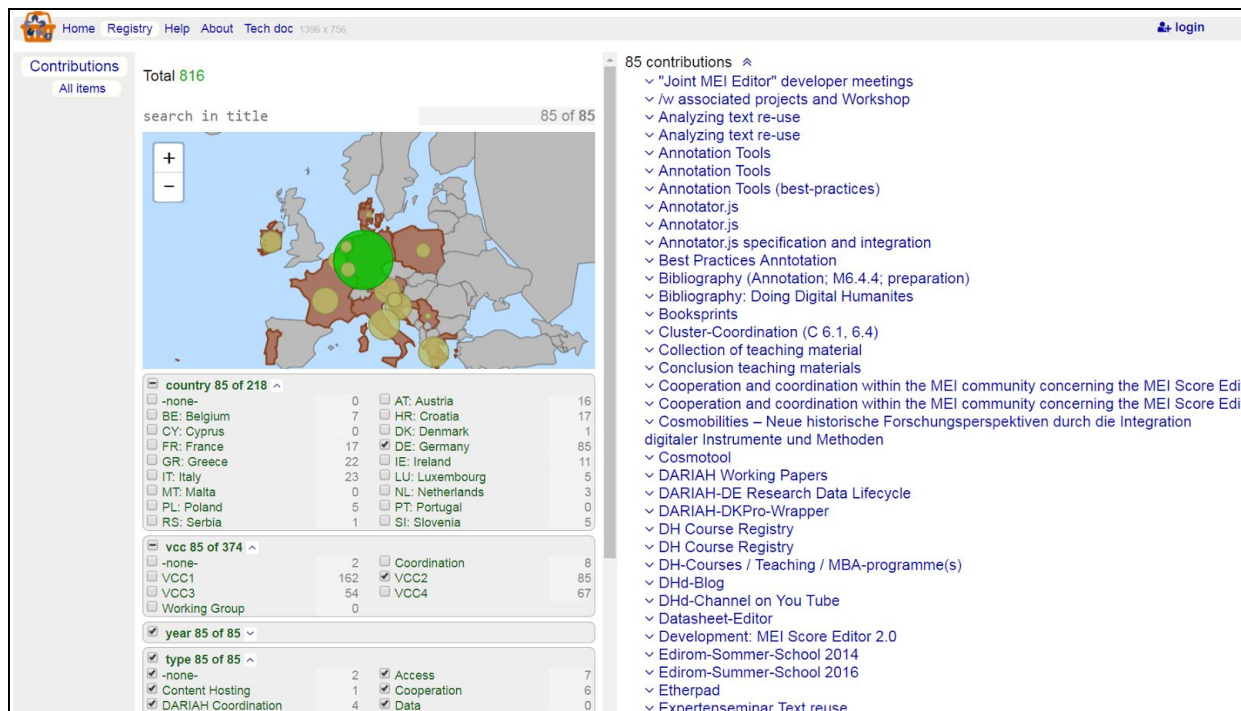 Home Registry Help About Tech doc 1396 x 756
login
Contributions
All items
Total 816
search in title 85 of 85
+
−
country 85 of 218
-none- 0 AT: Austria 16
BE: Belgium 7 HR: Croatia 17
CY: Cyprus 0 DK: Denmark 1
FR: France 17 DE: Germany 85
GR: Greece 22 IE: Ireland 11
IT: Italy 23 LU: Luxembourg 5
MT: Malta 0 NL: Netherlands 3
PL: Poland 5 PT: Portugal 0
RS: Serbia 1 SI: Slovenia 5
vcc 85 of 374
-none- 2 Coordination 8
VCC1 162 VCC2 85
VCC3 54 VCC4 67
Working Group 0
year 85 of 85
type 85 of 85
-none- 2 Access 7
Content Hosting 1 Cooperation 6
DARIAH Coordination 4 Data 0
85 contributions
"Joint MEI Editor" developer meetings
/w associated projects and Workshop
Analyzing text re-use
Analyzing text re-use
Annotation Tools
Annotation Tools
Annotation Tools (best-practices)
Annotator.js
Annotator.js
Annotator.js specification and integration
Best Practices Anntotation
Bibliography (Annotation; M6.4.4; preparation)
Bibliography: Doing Digital Humanites
Booksprints
Cluster-Coordination (C 6.1, 6.4)
Collection of teaching material
Conclusion teaching materials
Cooperation and coordination within the MEI community concerning the MEI Score Edi
Cooperation and coordination within the MEI community concerning the MEI Score Edi
Cosmobilities – Neue historische Forschungsperspektiven durch die Integration
digitaler Instrumente und Methoden
Cosmotool
DARIAH Working Papers
DARIAH-DE Research Data Lifecycle
DARIAH-DKPro-Wrapper
DH Course Registry
DH Course Registry
DH-Courses / Teaching / MBA-programme(s)
DHd-Blog
DHd-Channel on You Tube
Datasheet-Editor
Development: MEI Score Editor 2.0
Edirom-Sommer-School 2014
Edirom-Summer-School 2016
Etherpad
Expertenseminar Text reuse